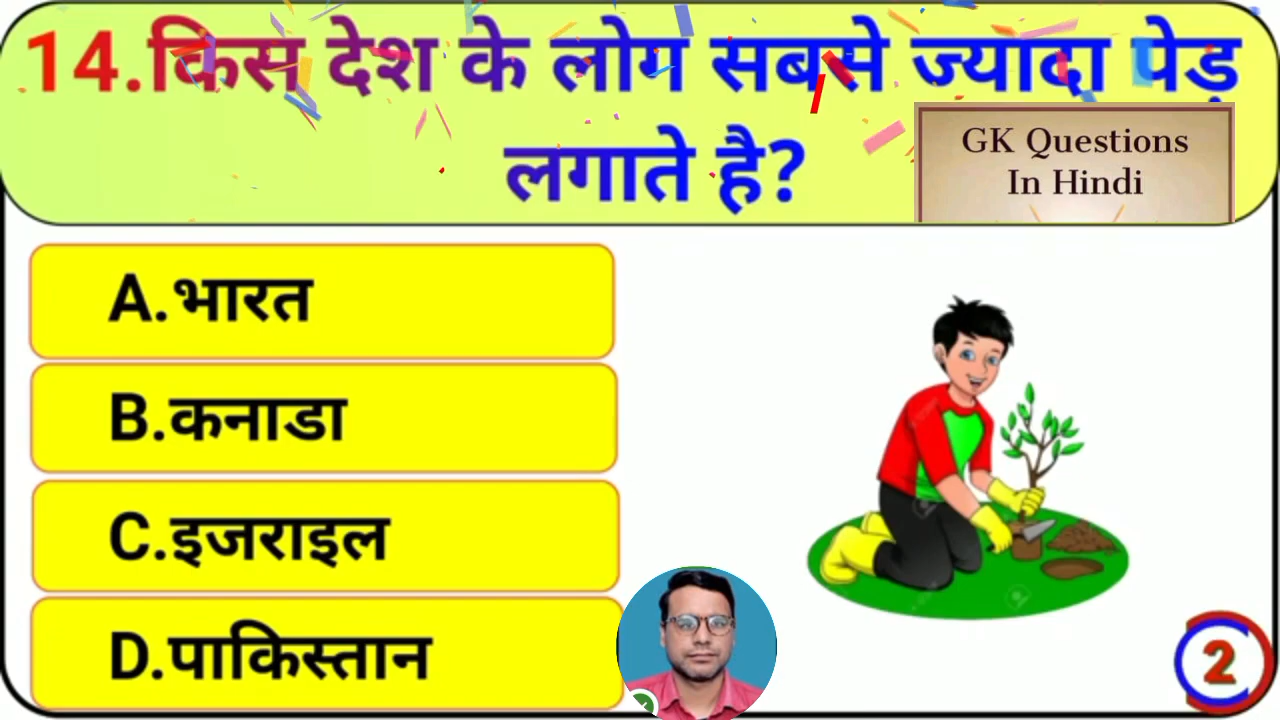 14.किस देश के लोग सबसे ज्यादा पेड़
लगाते है?
GK Questions
In Hindi
A.भारत
B.कनाडा
C.इजराइल
D.पाकिस्तान
2